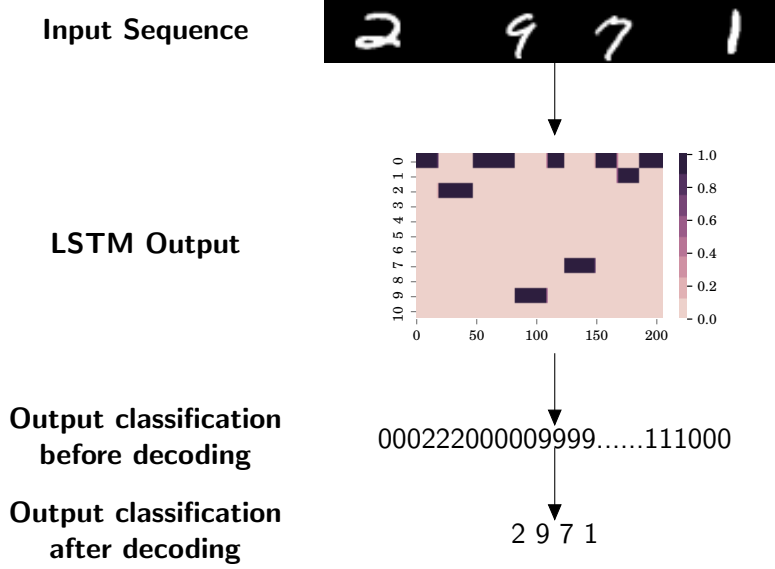 Input Sequence
2 9 7 1
LSTM Output
0 1 2 3 4 5 6 7 8 9 10
0 50 100 150 200
1.0
0.8
0.6
0.4
0.2
0.0
Output classification
before decoding
000222000009999......111000
Output classification
after decoding
2 9 7 1